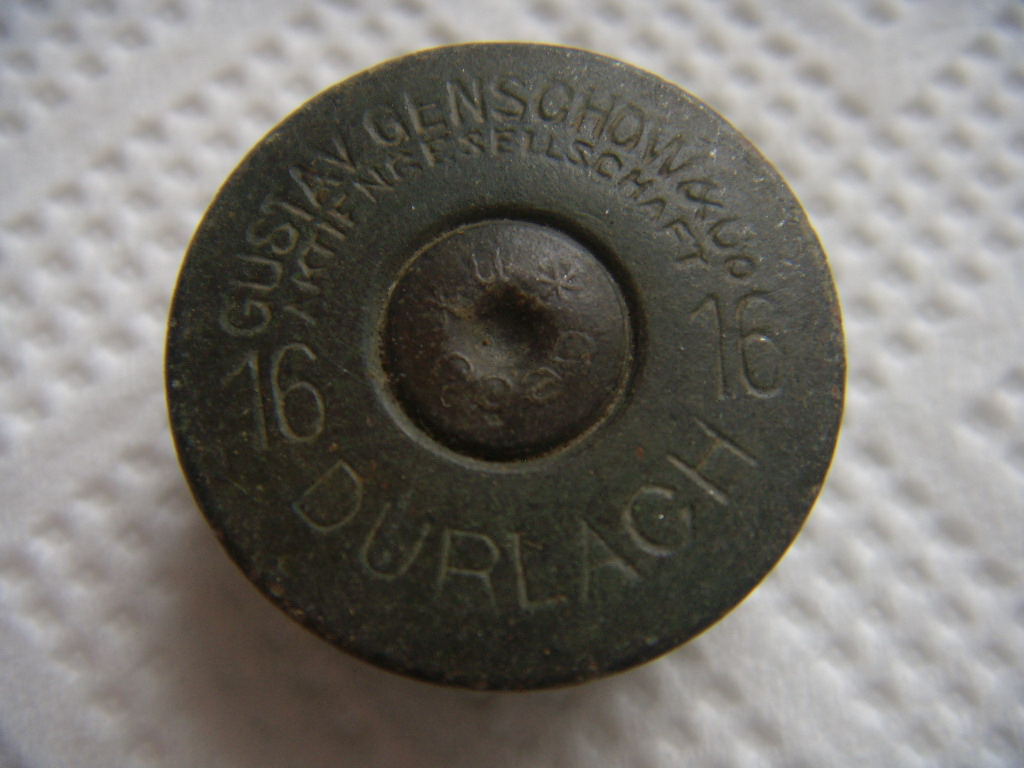 GUSTAV GENSCHOW & Co
AKTIENGESELLSCHAFT
16 16
DURLACH